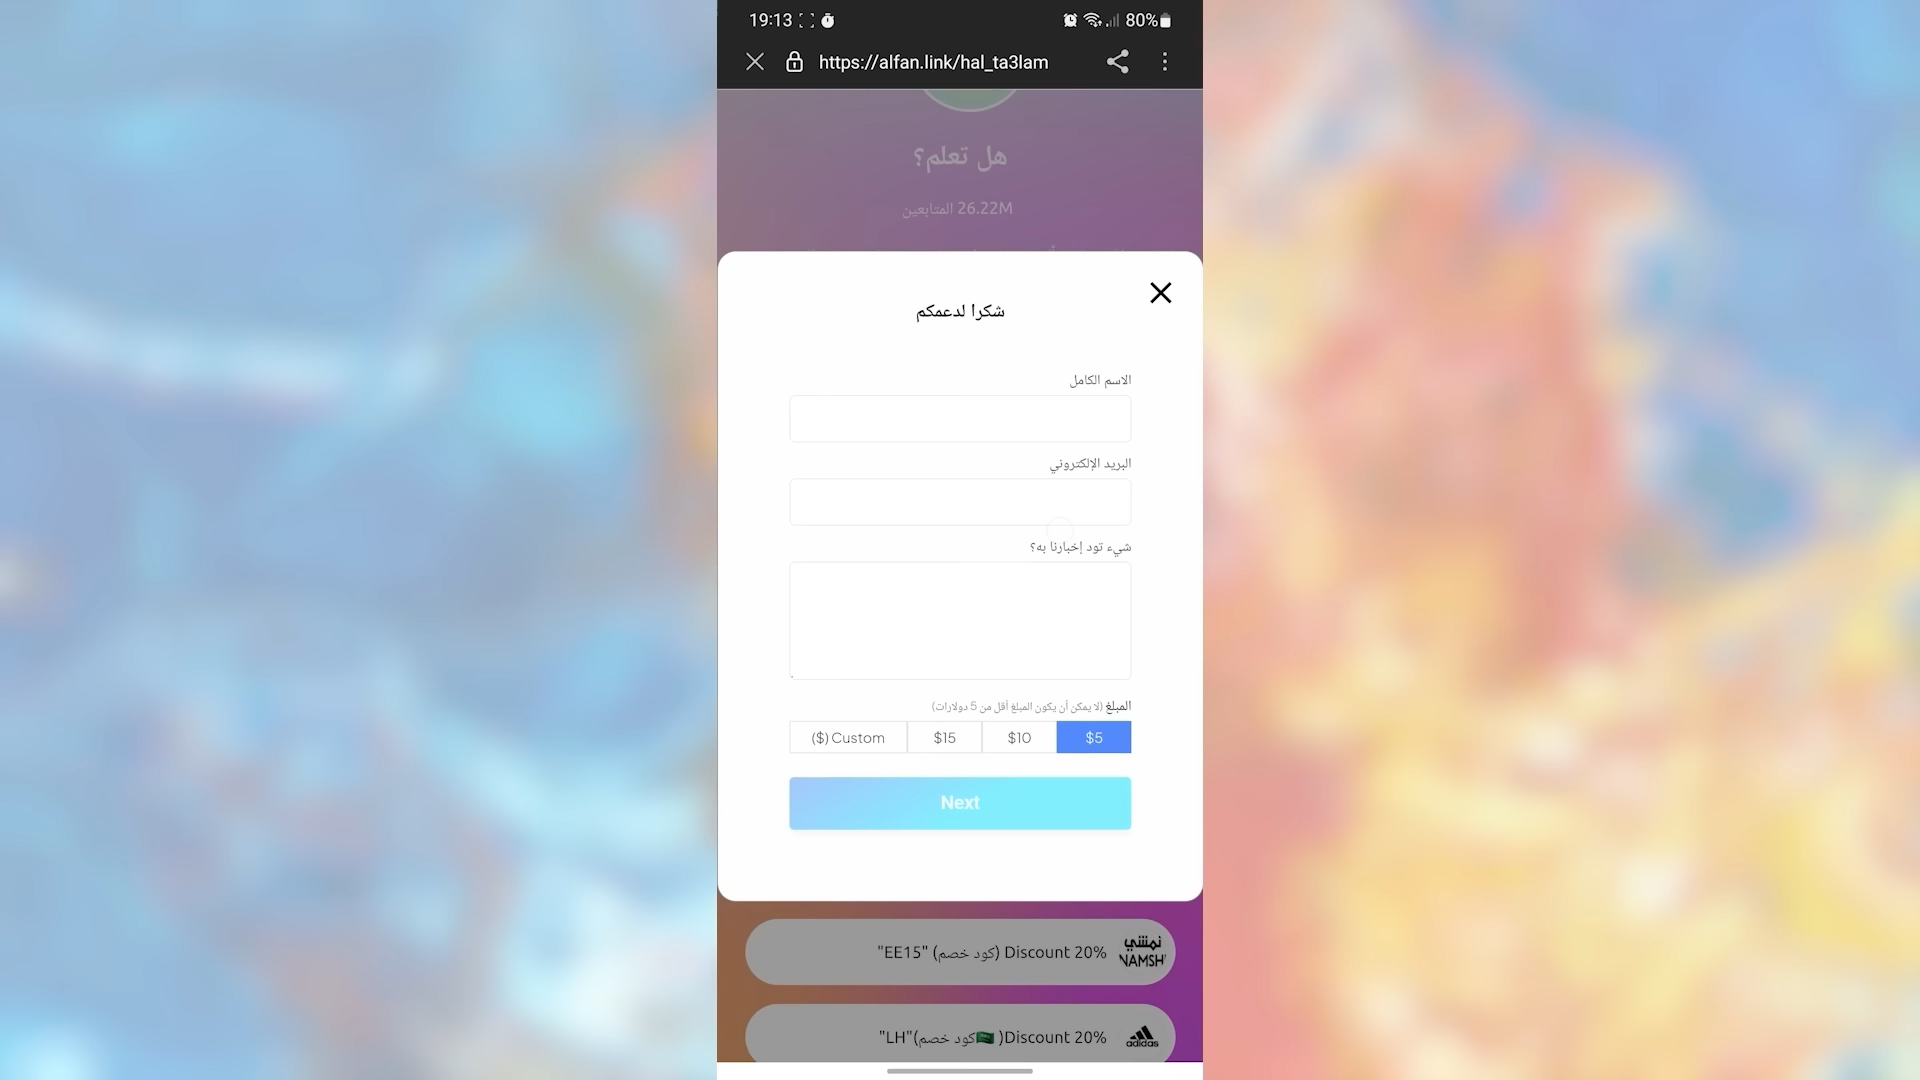 19:13
80%
https://alfan.link/hal_ta3lam
هل تعلم؟
26.22M المتابعين
شكرا لدعمكم
الاسم الكامل
البريد الإلكتروني
شيء تود إخبارنا به؟
المبلغ (لا يمكن أن يكون المبلغ أقل من 5 دولارات)
($) Custom
$15
$10
$5
Next
"EE15" (كود خصم) Discount 20%
نمشي
NAMSHI
"LH"(كود خصم🇸🇦 )Discount 20%
adidas